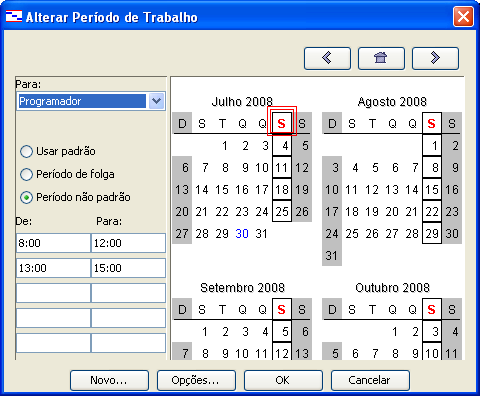 Alterar Período de Trabalho
Para:
Programador
Usar padrão
Período de folga
Período não padrão
De: Para:
8:00 12:00
13:00 15:00
Julho 2008
D S T Q Q S S
1 2 3 4 5
6 7 8 9 10 11 12
13 14 15 16 17 18 19
20 21 22 23 24 25 26
27 28 29 30 31
Agosto 2008
D S T Q Q S S
1 2
3 4 5 6 7 8 9
10 11 12 13 14 15 16
17 18 19 20 21 22 23
24 25 26 27 28 29 30
31
Setembro 2008
D S T Q Q S S
1 2 3 4 5 6
7 8 9 10 11 12 13
Outubro 2008
D S T Q Q S S
1 2 3 4
5 6 7 8 9 10 11
Novo... Opções... OK Cancelar